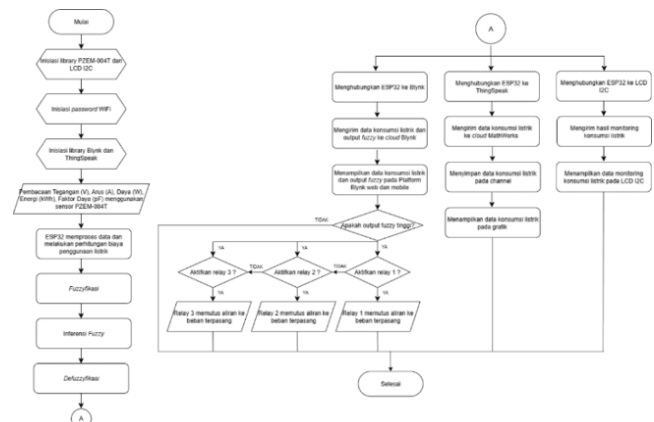 Mulai
Inisiasi library PZEM-004T dan
LCD I2C
Inisiasi password WiFi
Inisiasi library Blynk dan
ThingSpeak
Pembacaan Tegangan (V), Arus (A), Daya (W),
Energi (kWh), Faktor Daya (pF) menggunakan
sensor PZEM-004T
ESP32 memproses data dan
melakukan perhitungan biaya
penggunaan listrik
Fuzzyfikasi
Inferensi Fuzzy
Defuzzyfikasi
A
A
Menghubungkan ESP32 ke Blynk
Mengirim data konsumsi listrik dan
output fuzzy ke cloud Blynk
Menampilkan data konsumsi listrik
dan output fuzzy pada Platform
Blynk web dan mobile
TIDAK
Apakah output fuzzy tinggi?
YA
YA
YA
Aktifkan relay 3 ?
TIDAK
Aktifkan relay 2 ?
TIDAK
Aktifkan relay 1 ?
YA
YA
YA
Relay 3 memutus aliran ke
beban terpasang
Relay 2 memutus aliran ke
beban terpasang
Relay 1 memutus aliran ke
beban terpasang
Menghubungkan ESP32 ke
ThingSpeak
Mengirim data konsumsi listrik
ke cloud MathWorks
Menyimpan data konsumsi listrik
pada channel
Menampilkan data konsumsi listrik
pada grafik
Menghubungkan ESP32 ke LCD
I2C
Mengirim hasil monitoring
konsumsi listrik
Menampilkan data monitoring
konsumsi listrik pada LCD I2C
Selesai